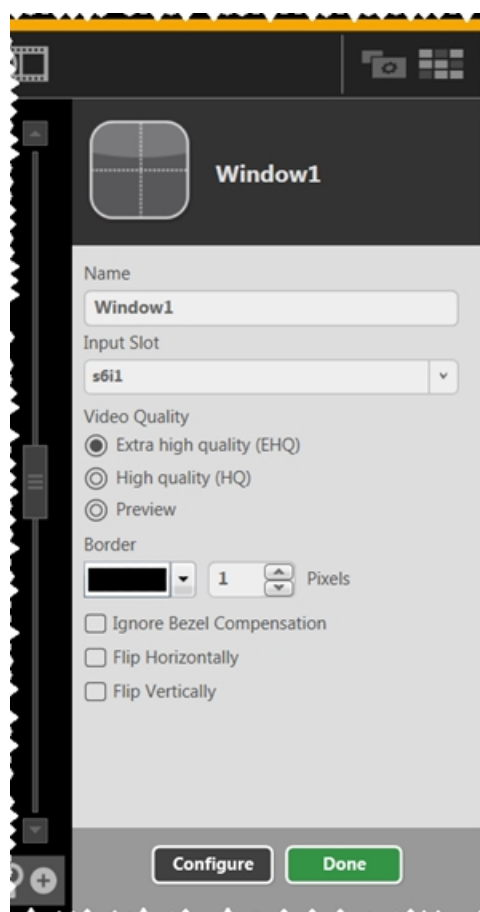 Window1
Name
Window1
Input Slot
s6i1
Video Quality
Extra high quality (EHQ)
High quality (HQ)
Preview
Border
1 Pixels
Ignore Bezel Compensation
Flip Horizontally
Flip Vertically
Configure Done